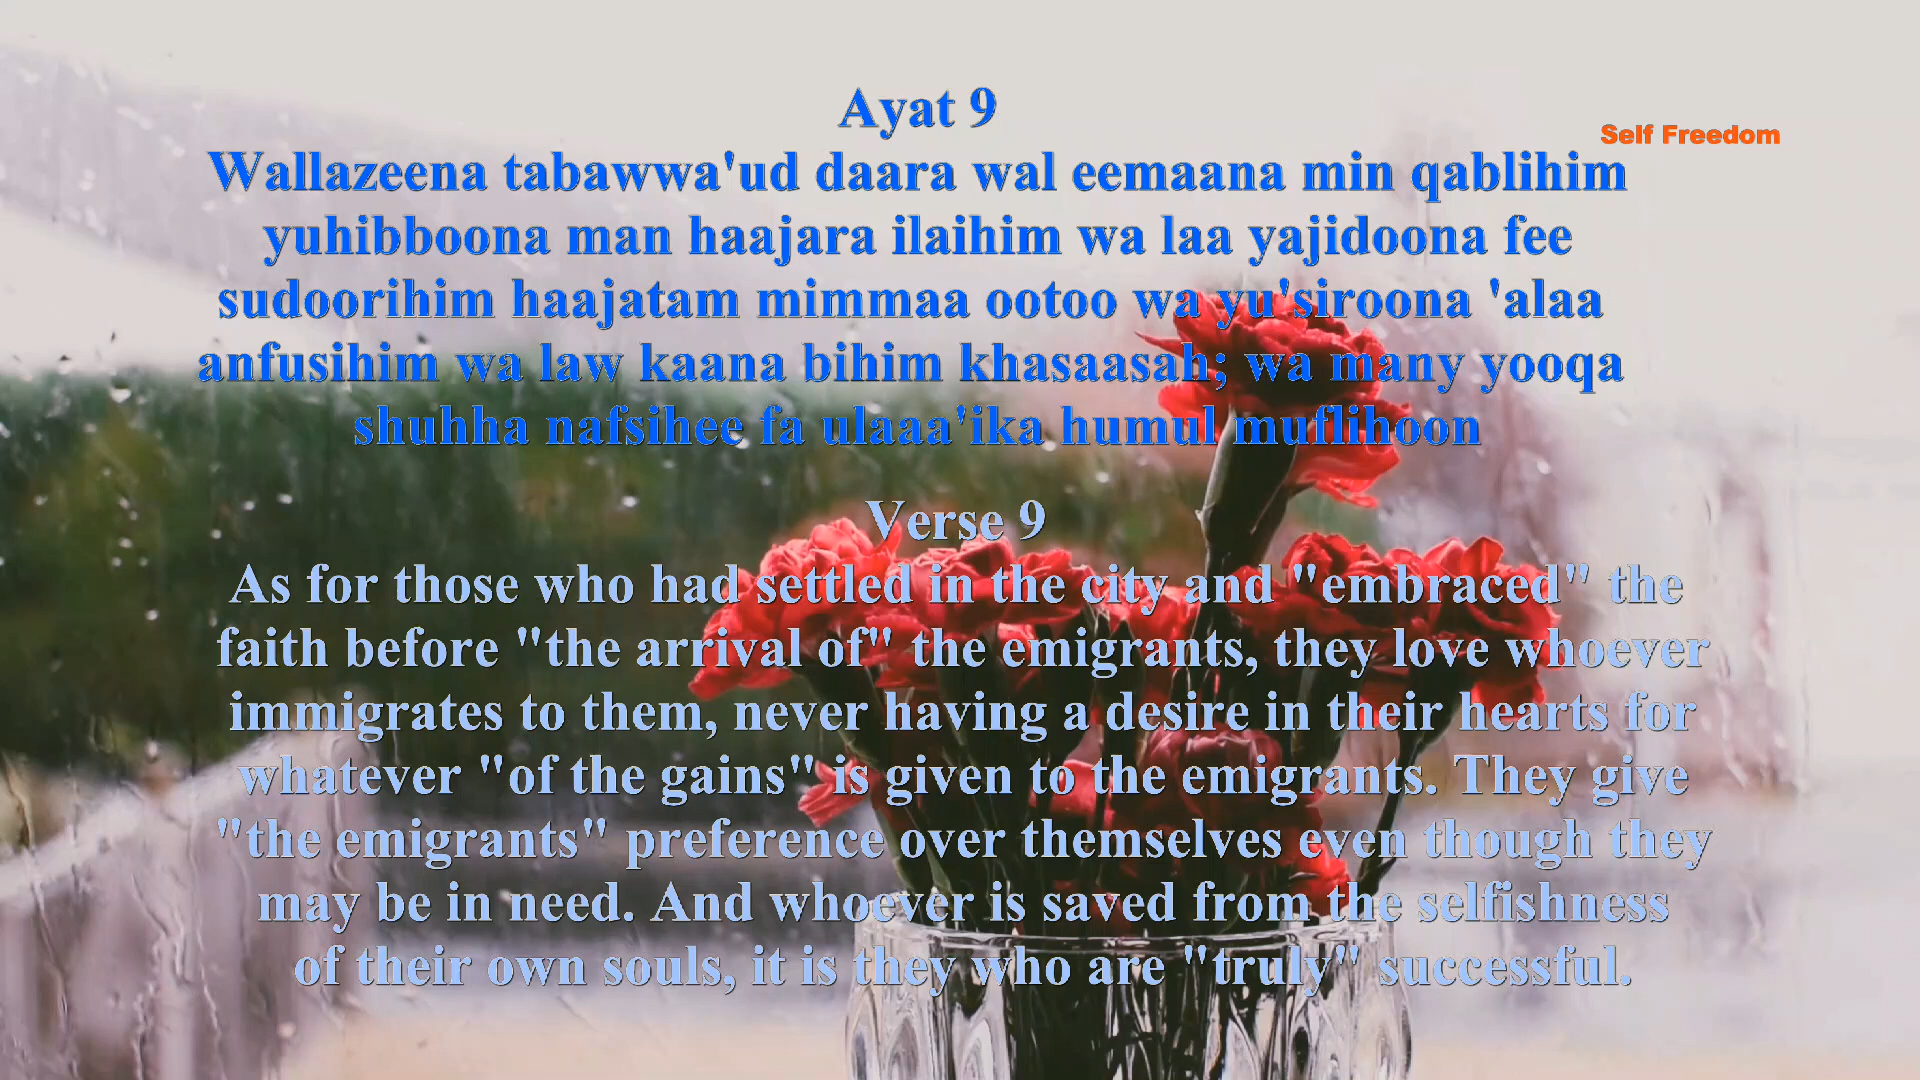 Ayat 9
Self Freedom
Wallazeena tabawwa'ud daara wal eemaana min qablihim
yuhibboona man haajara ilaihim wa laa yajidoona fee
sudoorihim haajatam mimmaa ootoo wa yu'siroona 'alaa
anfusihim wa law kaana bihim khasaasah; wa many yooqa
shuhha nafsihee fa ulaaa'ika humul muflihoon
Verse 9
As for those who had settled in the city and "embraced" the
faith before "the arrival of" the emigrants, they love whoever
immigrates to them, never having a desire in their hearts for
whatever "of the gains" is given to the emigrants. They give
"the emigrants" preference over themselves even though they
may be in need. And whoever is saved from the selfishness
of their own souls, it is they who are "truly" successful.